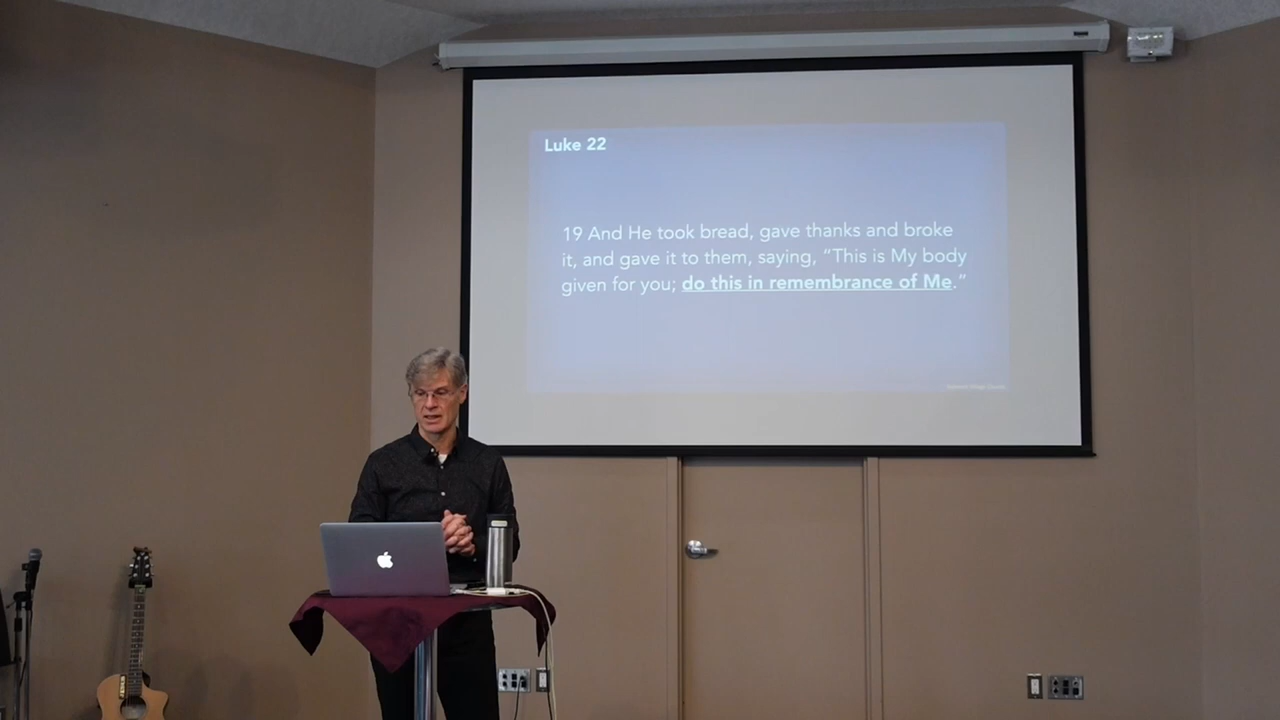 Luke 22
19 And He took bread, gave thanks and broke
it, and gave it to them, saying, “This is My body
given for you; do this in remembrance of Me.”